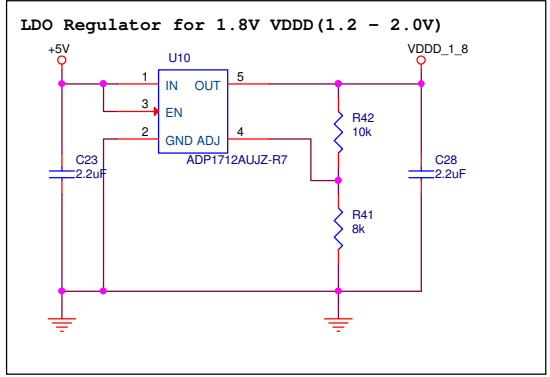 LDO Regulator for 1.8V VDDD(1.2 - 2.0V)
+5V
VDDD_1_8
U10
1 IN OUT 5
3 EN
2 GND ADJ 4
ADP1712AUJZ-R7
R42
10k
C23
2.2uF
C28
2.2uF
R41
8k